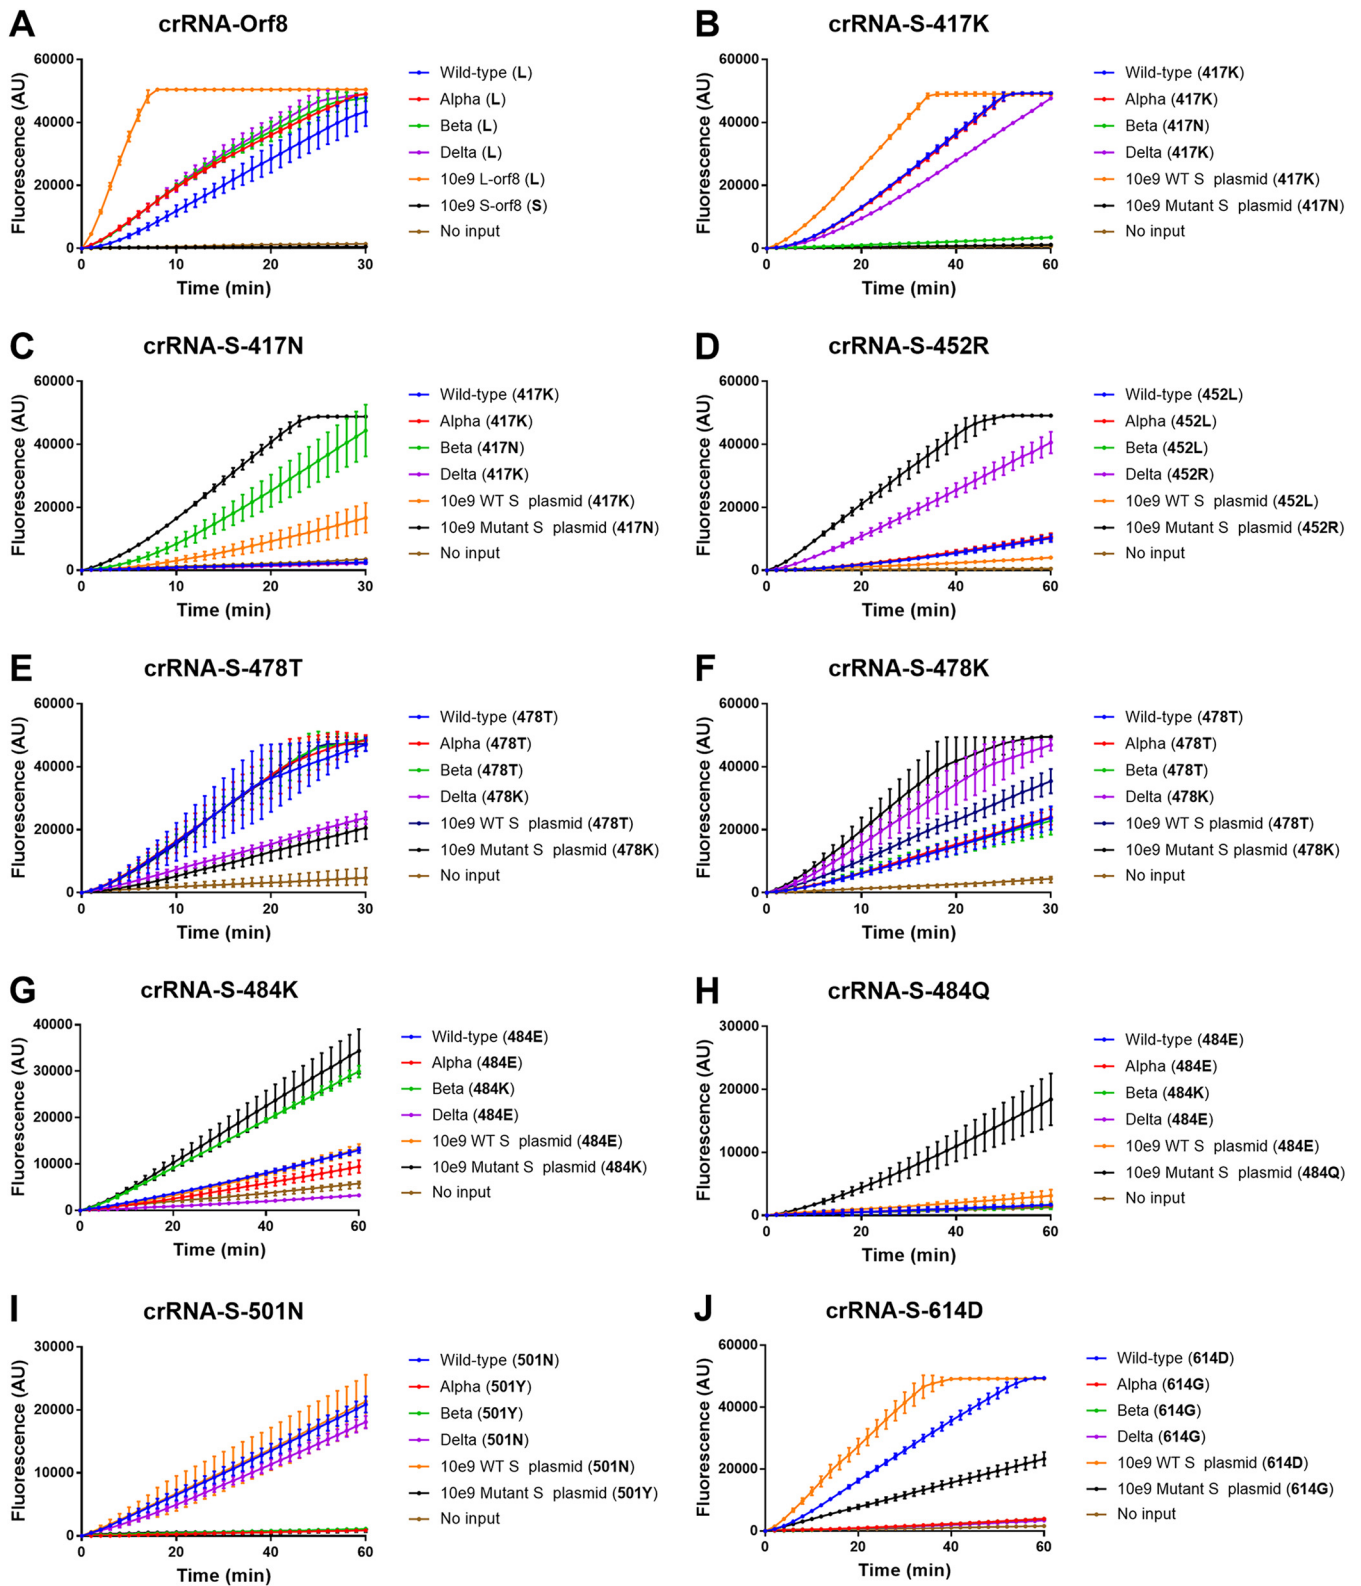 A
crRNA-Orf8
Fluorescence (AU)
60000
40000
20000
0
0 10 20 30
Time (min)
Wild-type (L)
Alpha (L)
Beta (L)
Delta (L)
10e9 L-orf8 (L)
10e9 S-orf8 (S)
No input
B
crRNA-S-417K
Fluorescence (AU)
60000
40000
20000
0
0 20 40 60
Time (min)
Wild-type (417K)
Alpha (417K)
Beta (417N)
Delta (417K)
10e9 WT S plasmid (417K)
10e9 Mutant S plasmid (417N)
No input
C
crRNA-S-417N
Fluorescence (AU)
60000
40000
20000
0
0 10 20 30
Time (min)
Wild-type (417K)
Alpha (417K)
Beta (417N)
Delta (417K)
10e9 WT S plasmid (417K)
10e9 Mutant S plasmid (417N)
No input
D
crRNA-S-452R
Fluorescence (AU)
60000
40000
20000
0
0 20 40 60
Time (min)
Wild-type (452L)
Alpha (452L)
Beta (452L)
Delta (452R)
10e9 WT S plasmid (452L)
10e9 Mutant S plasmid (452R)
No input
E
crRNA-S-478T
Fluorescence (AU)
60000
40000
20000
0
0 10 20 30
Time (min)
Wild-type (478T)
Alpha (478T)
Beta (478T)
Delta (478K)
10e9 WT S plasmid (478T)
10e9 Mutant S plasmid (478K)
No input
F
crRNA-S-478K
Fluorescence (AU)
60000
40000
20000
0
0 10 20 30
Time (min)
Wild-type (478T)
Alpha (478T)
Beta (478T)
Delta (478K)
10e9 WT S plasmid (478T)
10e9 Mutant S plasmid (478K)
No input
G
crRNA-S-484K
Fluorescence (AU)
40000
30000
20000
10000
0
0 20 40 60
Time (min)
Wild-type (484E)
Alpha (484E)
Beta (484K)
Delta (484E)
10e9 WT S plasmid (484E)
10e9 Mutant S plasmid (484K)
No input
H
crRNA-S-484Q
Fluorescence (AU)
30000
20000
10000
0
0 20 40 60
Time (min)
Wild-type (484E)
Alpha (484E)
Beta (484K)
Delta (484E)
10e9 WT S plasmid (484E)
10e9 Mutant S plasmid (484Q)
No input
I
crRNA-S-501N
Fluorescence (AU)
30000
20000
10000
0
0 20 40 60
Time (min)
Wild-type (501N)
Alpha (501Y)
Beta (501Y)
Delta (501N)
10e9 WT S plasmid (501N)
10e9 Mutant S plasmid (501Y)
No input
J
crRNA-S-614D
Fluorescence (AU)
60000
40000
20000
0
0 20 40 60
Time (min)
Wild-type (614D)
Alpha (614G)
Beta (614G)
Delta (614G)
10e9 WT S plasmid (614D)
10e9 Mutant S plasmid (614G)
No input